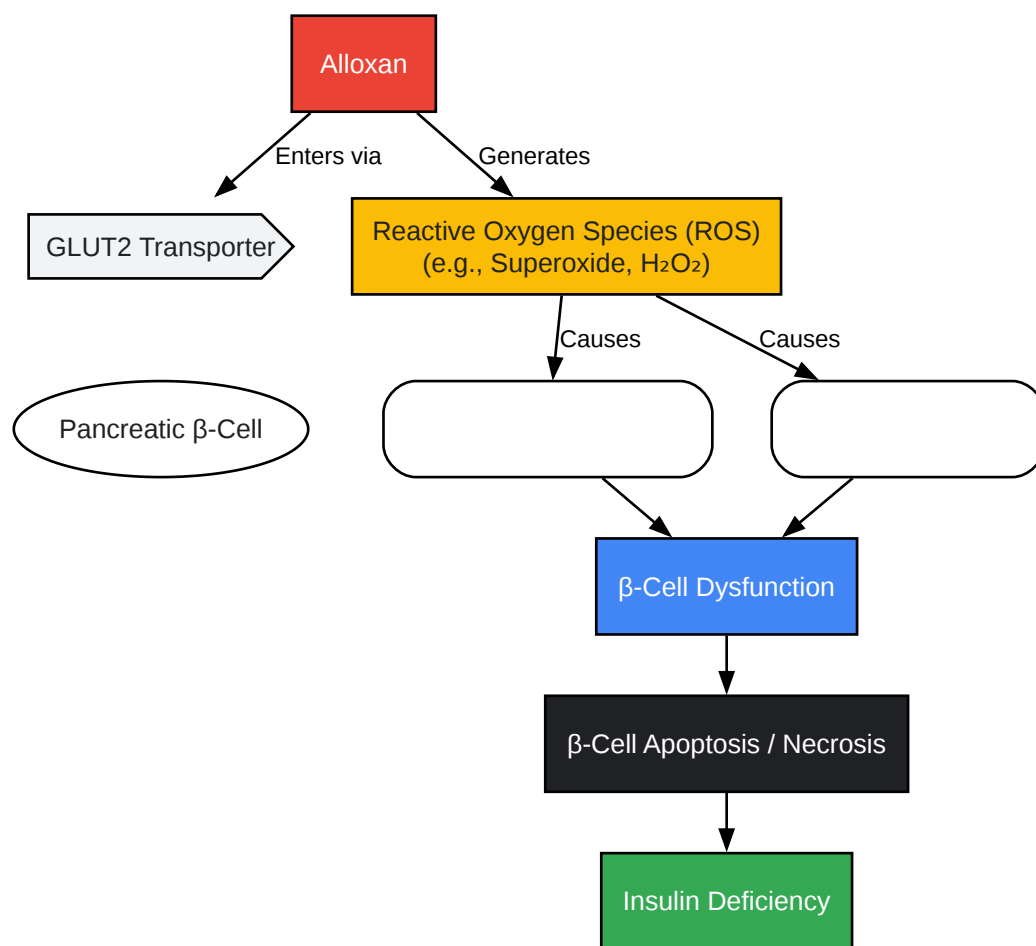 Alloxan
Enters via
Generates
GLUT2 Transporter
Reactive Oxygen Species (ROS)
(e.g., Superoxide, H₂O₂)
Causes
Causes
Pancreatic β-Cell
β-Cell Dysfunction
β-Cell Apoptosis / Necrosis
Insulin Deficiency